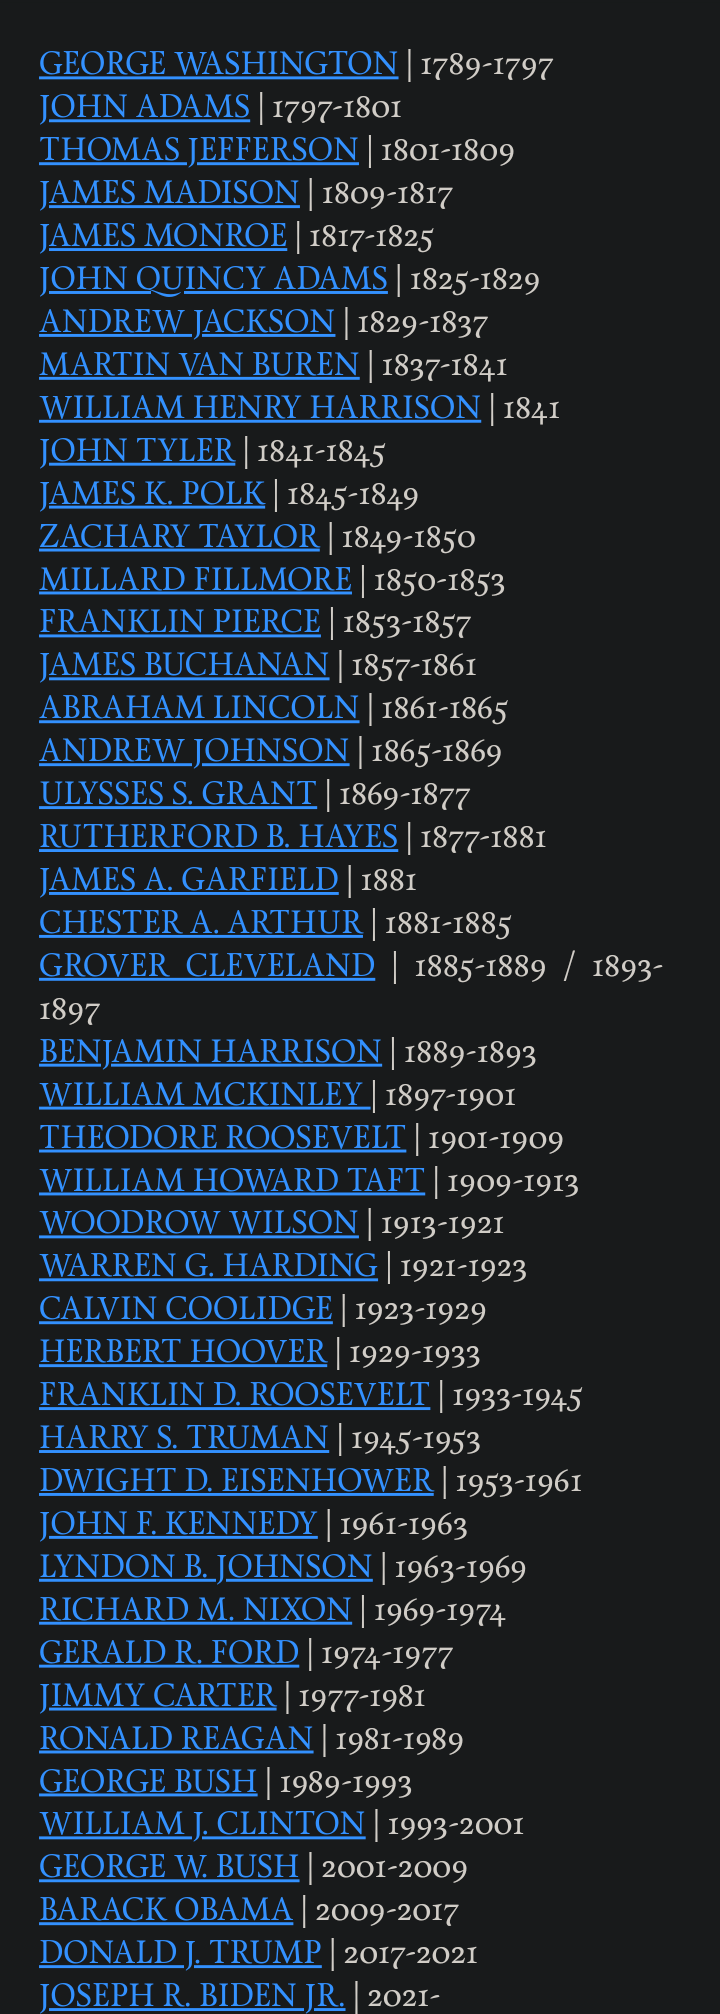 GEORGE WASHINGTON | 1789-1797
JOHN ADAMS | 1797-1801
THOMAS JEFFERSON | 1801-1809
JAMES MADISON | 1809-1817
JAMES MONROE | 1817-1825
JOHN QUINCY ADAMS | 1825-1829
ANDREW JACKSON | 1829-1837
MARTIN VAN BUREN | 1837-1841
WILLIAM HENRY HARRISON | 1841
JOHN TYLER | 1841-1845
JAMES K. POLK | 1845-1849
ZACHARY TAYLOR | 1849-1850
MILLARD FILLMORE | 1850-1853
FRANKLIN PIERCE | 1853-1857
JAMES BUCHANAN | 1857-1861
ABRAHAM LINCOLN | 1861-1865
ANDREW JOHNSON | 1865-1869
ULYSSES S. GRANT | 1869-1877
RUTHERFORD B. HAYES | 1877-1881
JAMES A. GARFIELD | 1881
CHESTER A. ARTHUR | 1881-1885
GROVER CLEVELAND | 1885-1889 / 1893-
1897
BENJAMIN HARRISON | 1889-1893
WILLIAM MCKINLEY | 1897-1901
THEODORE ROOSEVELT | 1901-1909
WILLIAM HOWARD TAFT | 1909-1913
WOODROW WILSON | 1913-1921
WARREN G. HARDING | 1921-1923
CALVIN COOLIDGE | 1923-1929
HERBERT HOOVER | 1929-1933
FRANKLIN D. ROOSEVELT | 1933-1945
HARRY S. TRUMAN | 1945-1953
DWIGHT D. EISENHOWER | 1953-1961
JOHN F. KENNEDY | 1961-1963
LYNDON B. JOHNSON | 1963-1969
RICHARD M. NIXON | 1969-1974
GERALD R. FORD | 1974-1977
JIMMY CARTER | 1977-1981
RONALD REAGAN | 1981-1989
GEORGE BUSH | 1989-1993
WILLIAM J. CLINTON | 1993-2001
GEORGE W. BUSH | 2001-2009
BARACK OBAMA | 2009-2017
DONALD J. TRUMP | 2017-2021
JOSEPH R. BIDEN JR. | 2021-